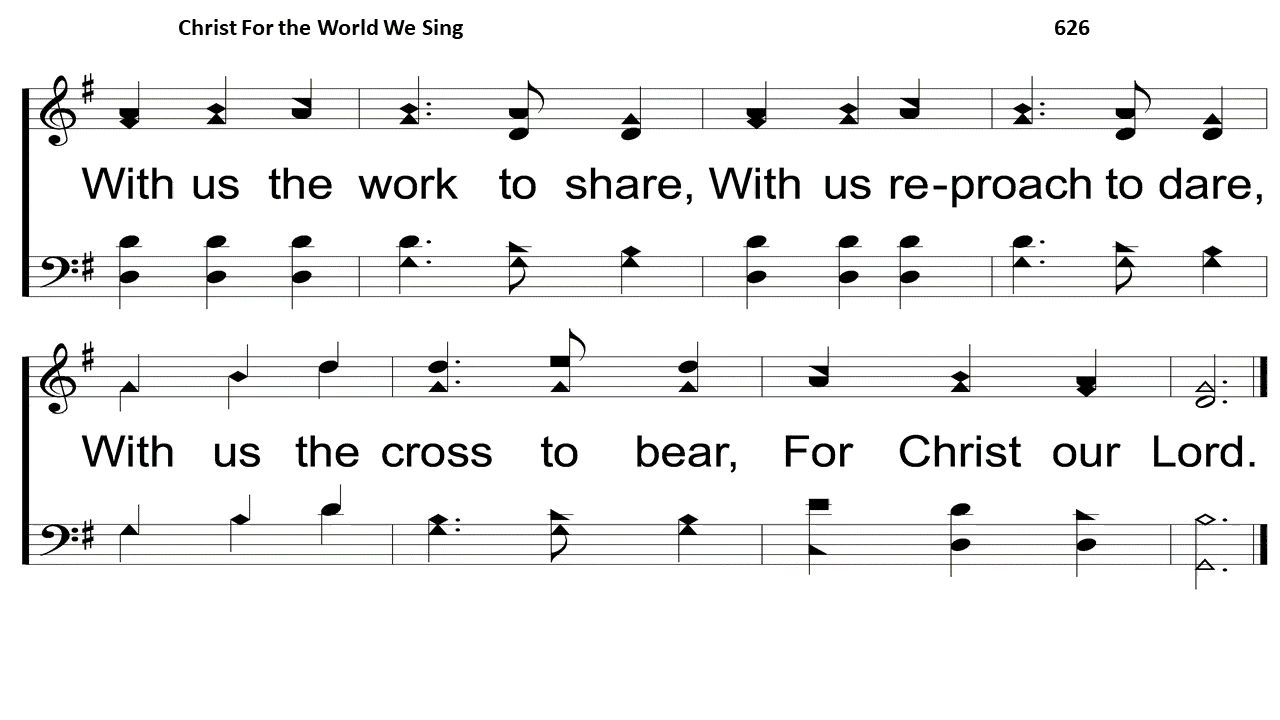 Christ For the World We Sing 626
With us the work to share, With us re-proach to dare,
With us the cross to bear, For Christ our Lord.